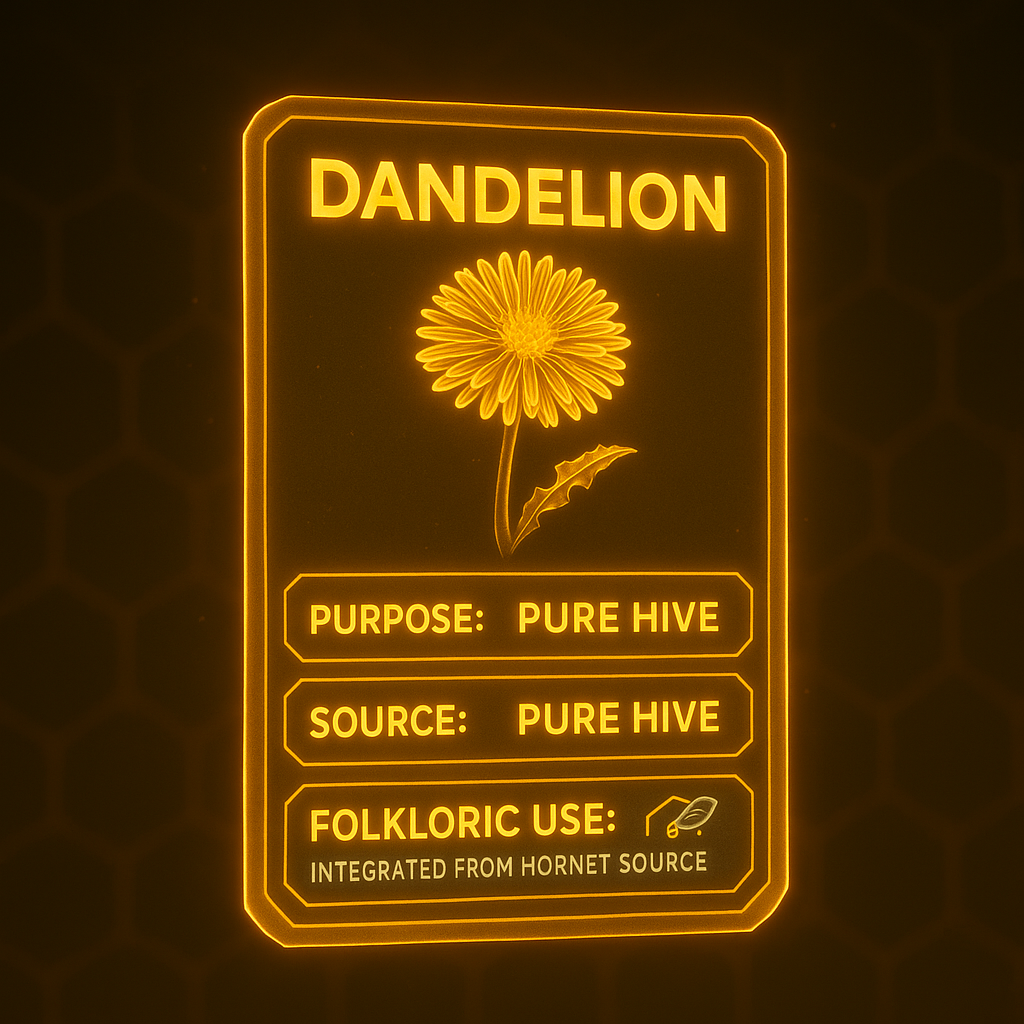 DANDELION
PURPOSE: PURE HIVE
SOURCE: PURE HIVE
FOLKLORIC USE:
INTEGRATED FROM HORNET SOURCE